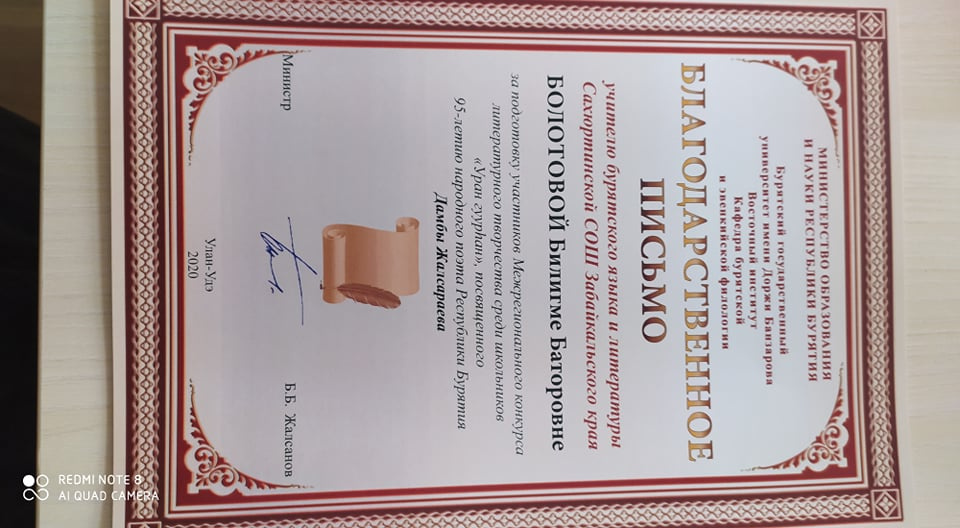 МИНИСТЕРСТВО ОБРАЗОВАНИЯ
И НАУКИ РЕСПУБЛИКИ БУРЯТИЯ
Бурятский государственный
университет имени Доржи Банзарова
Восточный институт
Кафедра бурятской
и эвенкийской филологии
БЛАГОДАРСТВЕННОЕ
ПИСЬМО
учителю бурятского языка и литературы
Сахюртинской СОШ Забайкальского края
БОЛОТОВОЙ Билигме Баторовне
за подготовку участников Межрегионального конкурса
литературного творчества среди школьников
«Уран гуурhан», посвященного
95-летию народного поэта Республики Бурятия
Дамбы Жалсараева
Министр
Б.Б. Жалсанов
Улан-Удэ
2020
REDMI NOTE 8
AI QUAD CAMERA